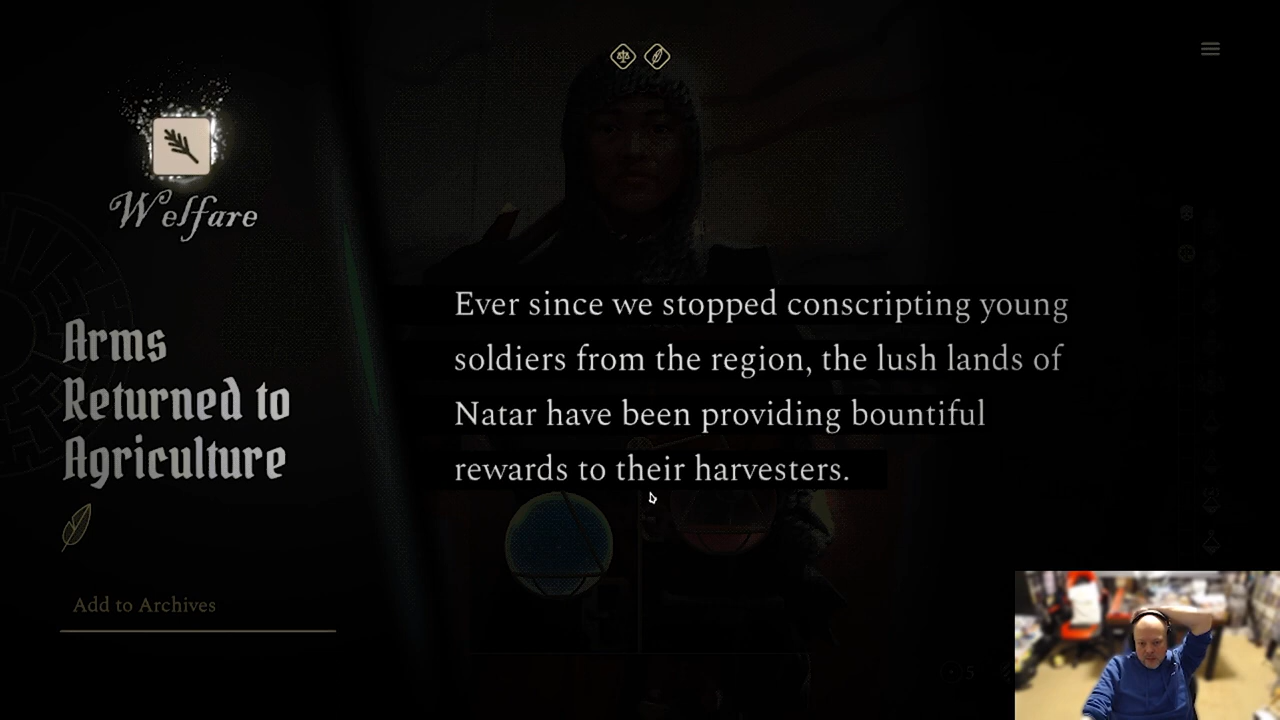 Welfare
Arms
Returned to
Agriculture
Add to Archives
Ever since we stopped conscripting young
soldiers from the region, the lush lands of
Natar have been providing bountiful
rewards to their harvesters.
5